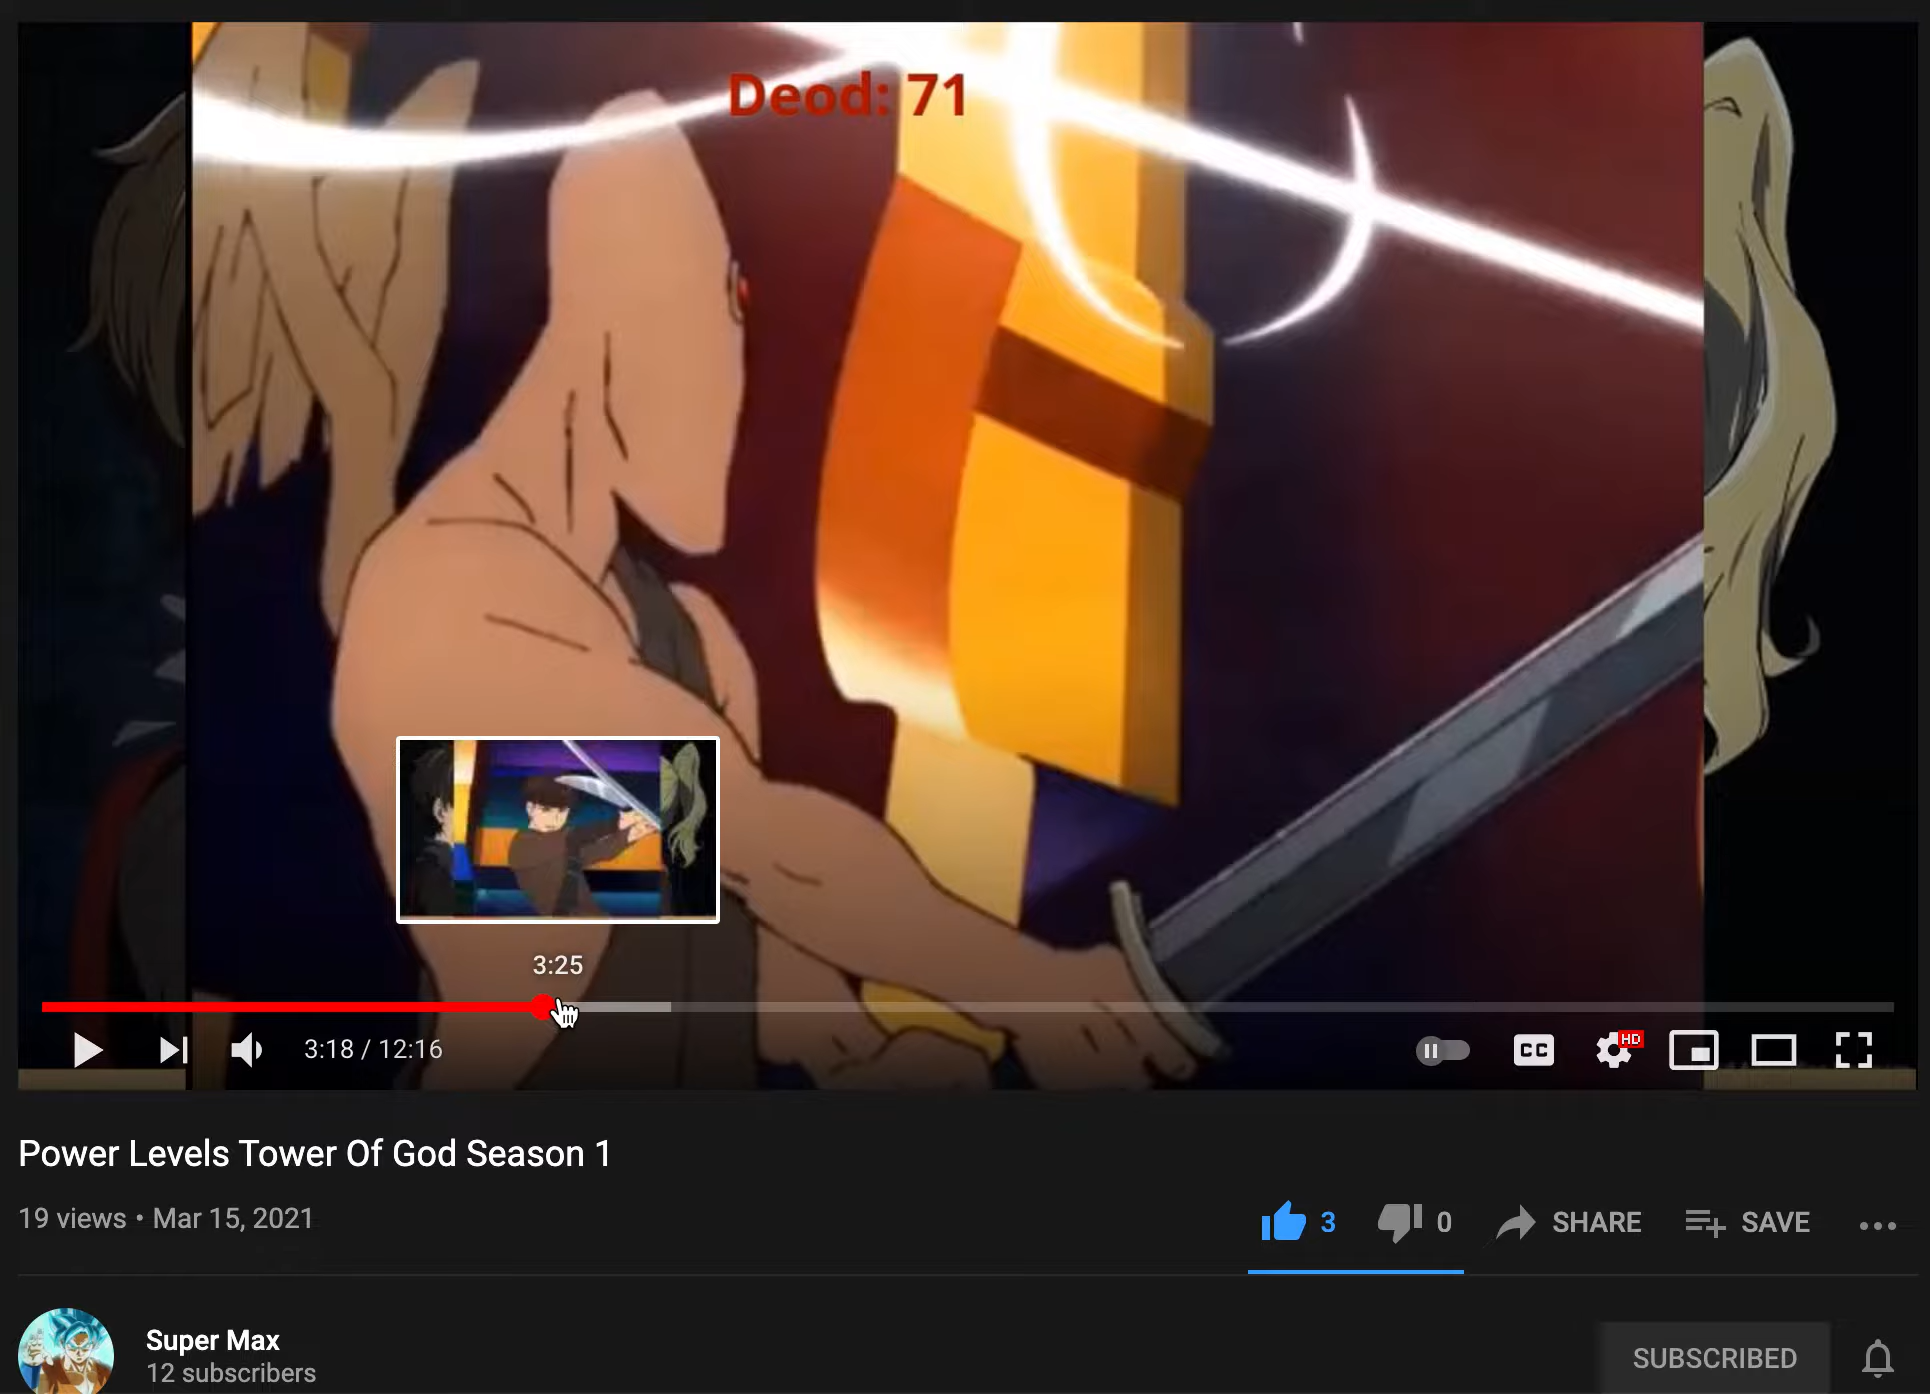 Deod: 71
3:25
3:18 / 12:16
CC
HD
Power Levels Tower Of God Season 1
19 views • Mar 15, 2021
3
0
SHARE
SAVE
Super Max
12 subscribers
SUBSCRIBED